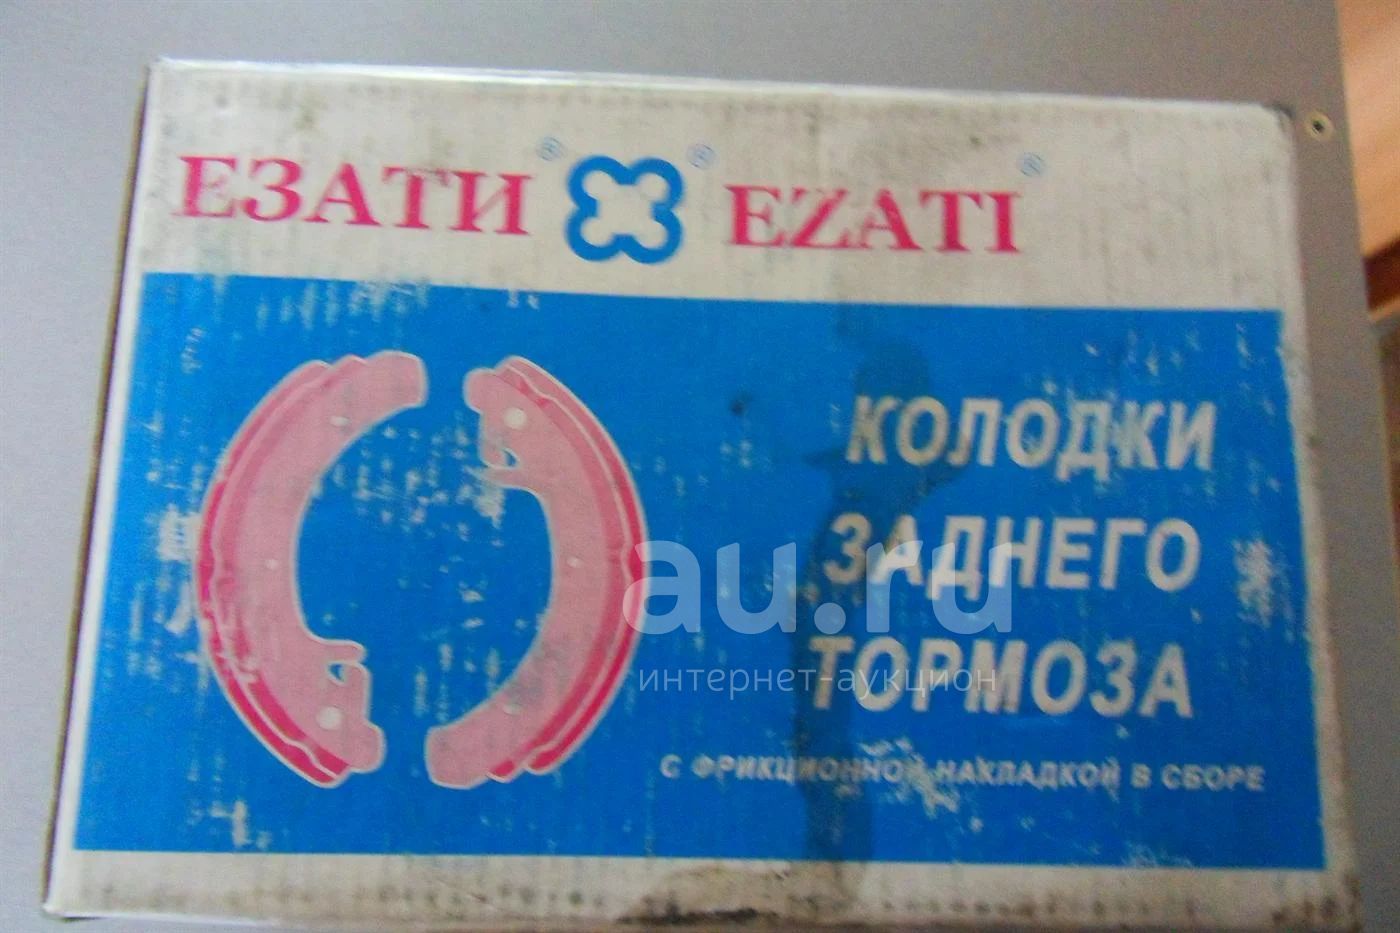 ЕЗАТИ ® ® EZATI ®
КОЛОДКИ
ЗАДНЕГО
ТОРМОЗА
С ФРИКЦИОННОЙ НАКЛАДКОЙ В СБОРЕ
au.ru
интернет-аукцион